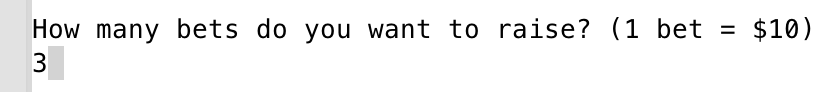 How many bets do you want to raise? (1 bet = $10)
3